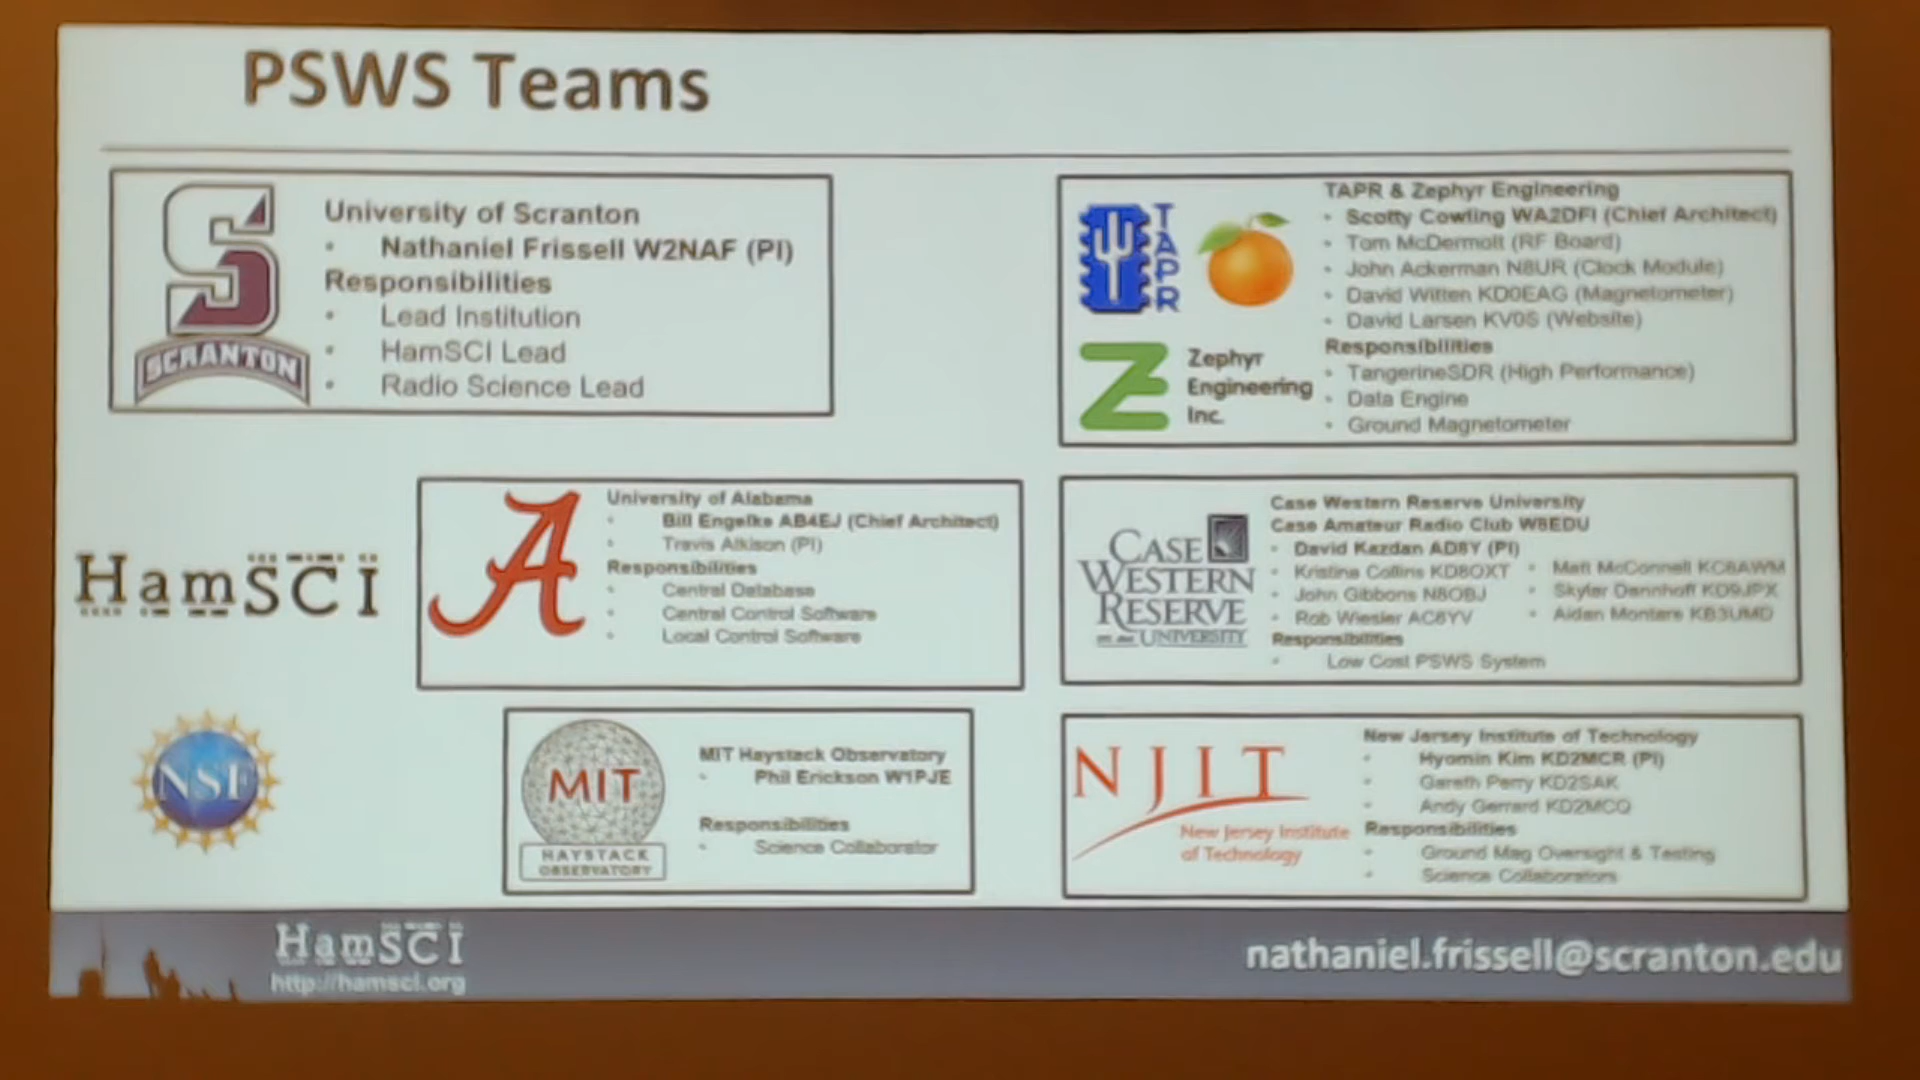 PSWS Teams
SCRANTON
University of Scranton
• Nathaniel Frissell W2NAF (PI)
Responsibilities
• Lead Institution
• HamSCI Lead
• Radio Science Lead
TAPR
Zephyr
Engineering
Inc.
TAPR & Zephyr Engineering
• Scotty Cowling WA2DFI (Chief Architect)
• Tom McDermott (RF Board)
• John Ackerman N8UR (Clock Module)
• David Witten KD0EAG (Magnetometer)
• David Larsen KV0S (Website)
Responsibilities
• TangerineSDR (High Performance)
• Data Engine
• Ground Magnetometer
HamSCI
University of Alabama
• Bill Engelke AB4EJ (Chief Architect)
• Travis Atkison (PI)
Responsibilities
• Central Database
• Central Control Software
• Local Control Software
CASE
WESTERN
RESERVE
UNIVERSITY
Case Western Reserve University
Case Amateur Radio Club W8EDU
• David Kazdan AD8Y (PI)
• Kristina Collins KD8OXT
• John Gibbons N8OBJ
• Rob Wiesler AC8YV
• Matt McConnell KC8AWM
• Skylar Dannhoff KD9JPX
• Aidan Montare KB3UMD
Responsibilities
• Low Cost PSWS System
NSF
MIT
HAYSTACK
OBSERVATORY
MIT Haystack Observatory
• Phil Erickson W1PJE
Responsibilities
• Science Collaborator
NJIT
New Jersey Institute
of Technology
New Jersey Institute of Technology
• Hyomin Kim KD2MCR (PI)
• Gareth Perry KD2SAK
• Andy Gerrard KD2MCQ
Responsibilities
• Ground Mag Oversight & Testing
• Science Collaborators
HamSCI
http://hamsci.org
nathaniel.frissell@scranton.edu